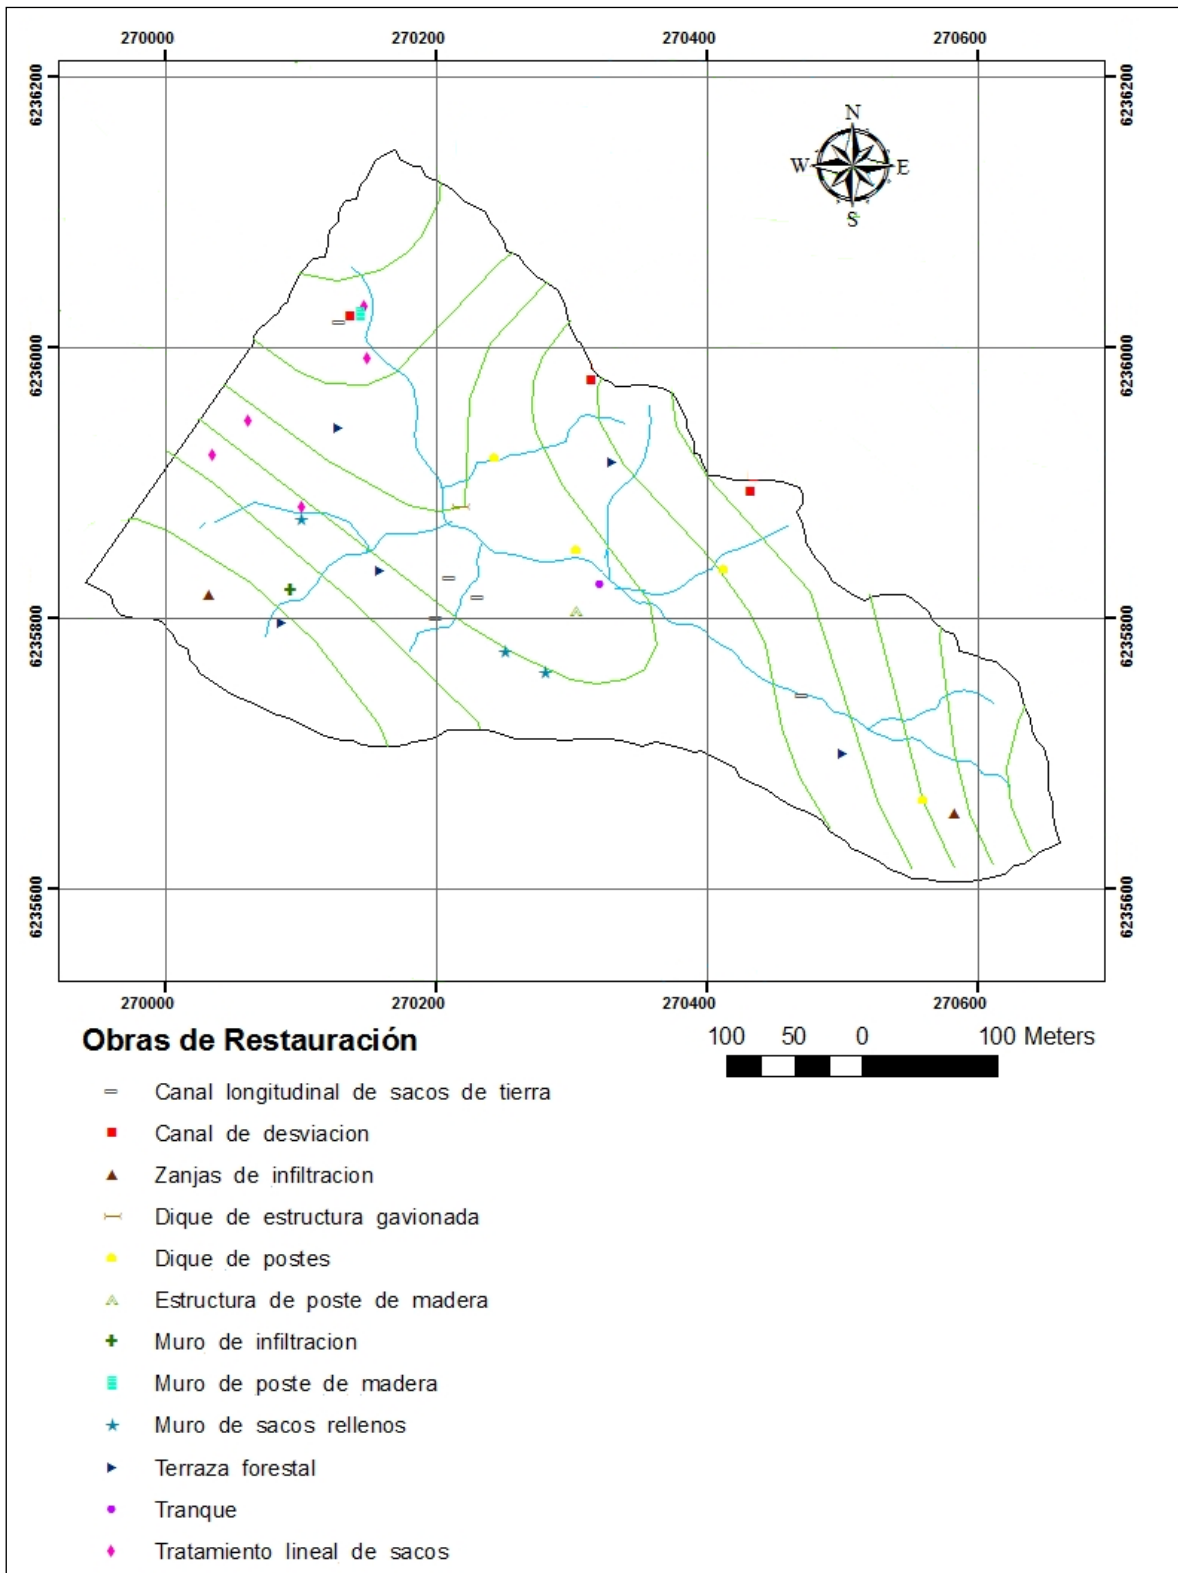 270000 270200 270400 270600
6236200 6236200
N
W E
S
6236000 6236000
6235800 6235800
6235600 6235600
270000 270200 270400 270600
Obras de Restauración
100 50 0 100 Meters
Canal longitudinal de sacos de tierra
Canal de desviacion
Zanjas de infiltracion
Dique de estructura gavionada
Dique de postes
Estructura de poste de madera
Muro de infiltracion
Muro de poste de madera
Muro de sacos rellenos
Terraza forestal
Tranque
Tratamiento lineal de sacos